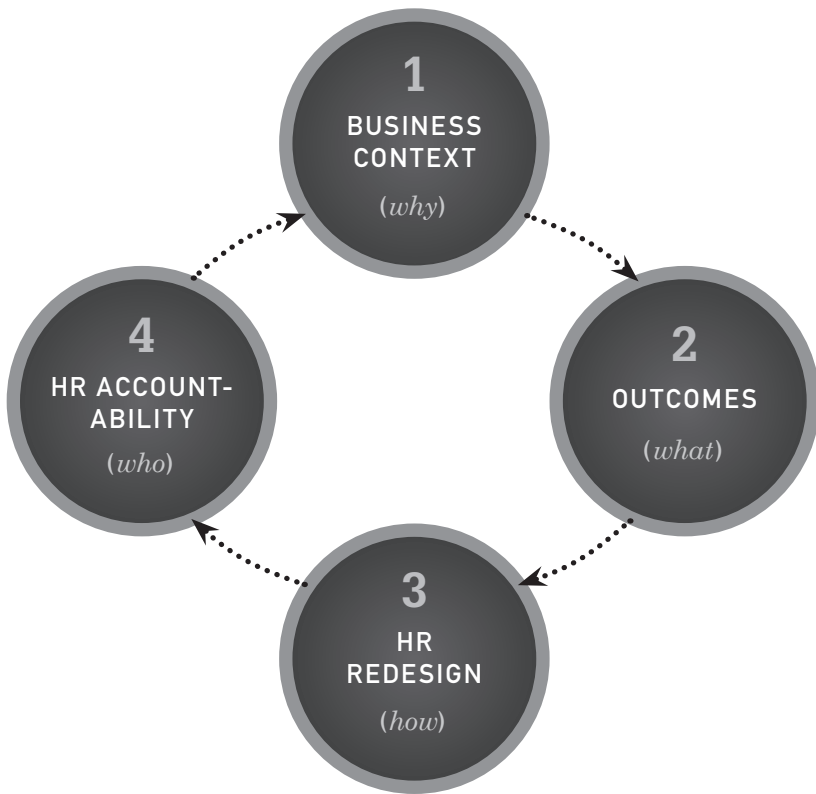 1
BUSINESS
CONTEXT
(why)
2
OUTCOMES
(what)
3
HR
REDESIGN
(how)
4
HR ACCOUNT-
ABILITY
(who)